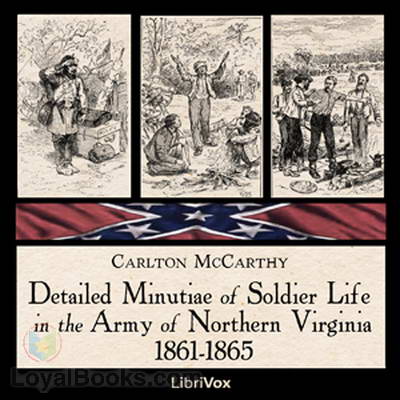 CARLTON MCCARTHY
Detailed Minutiae of Soldier Life
in the Army of Northern Virginia
1861-1865
LoyalBooks.com
LibriVox